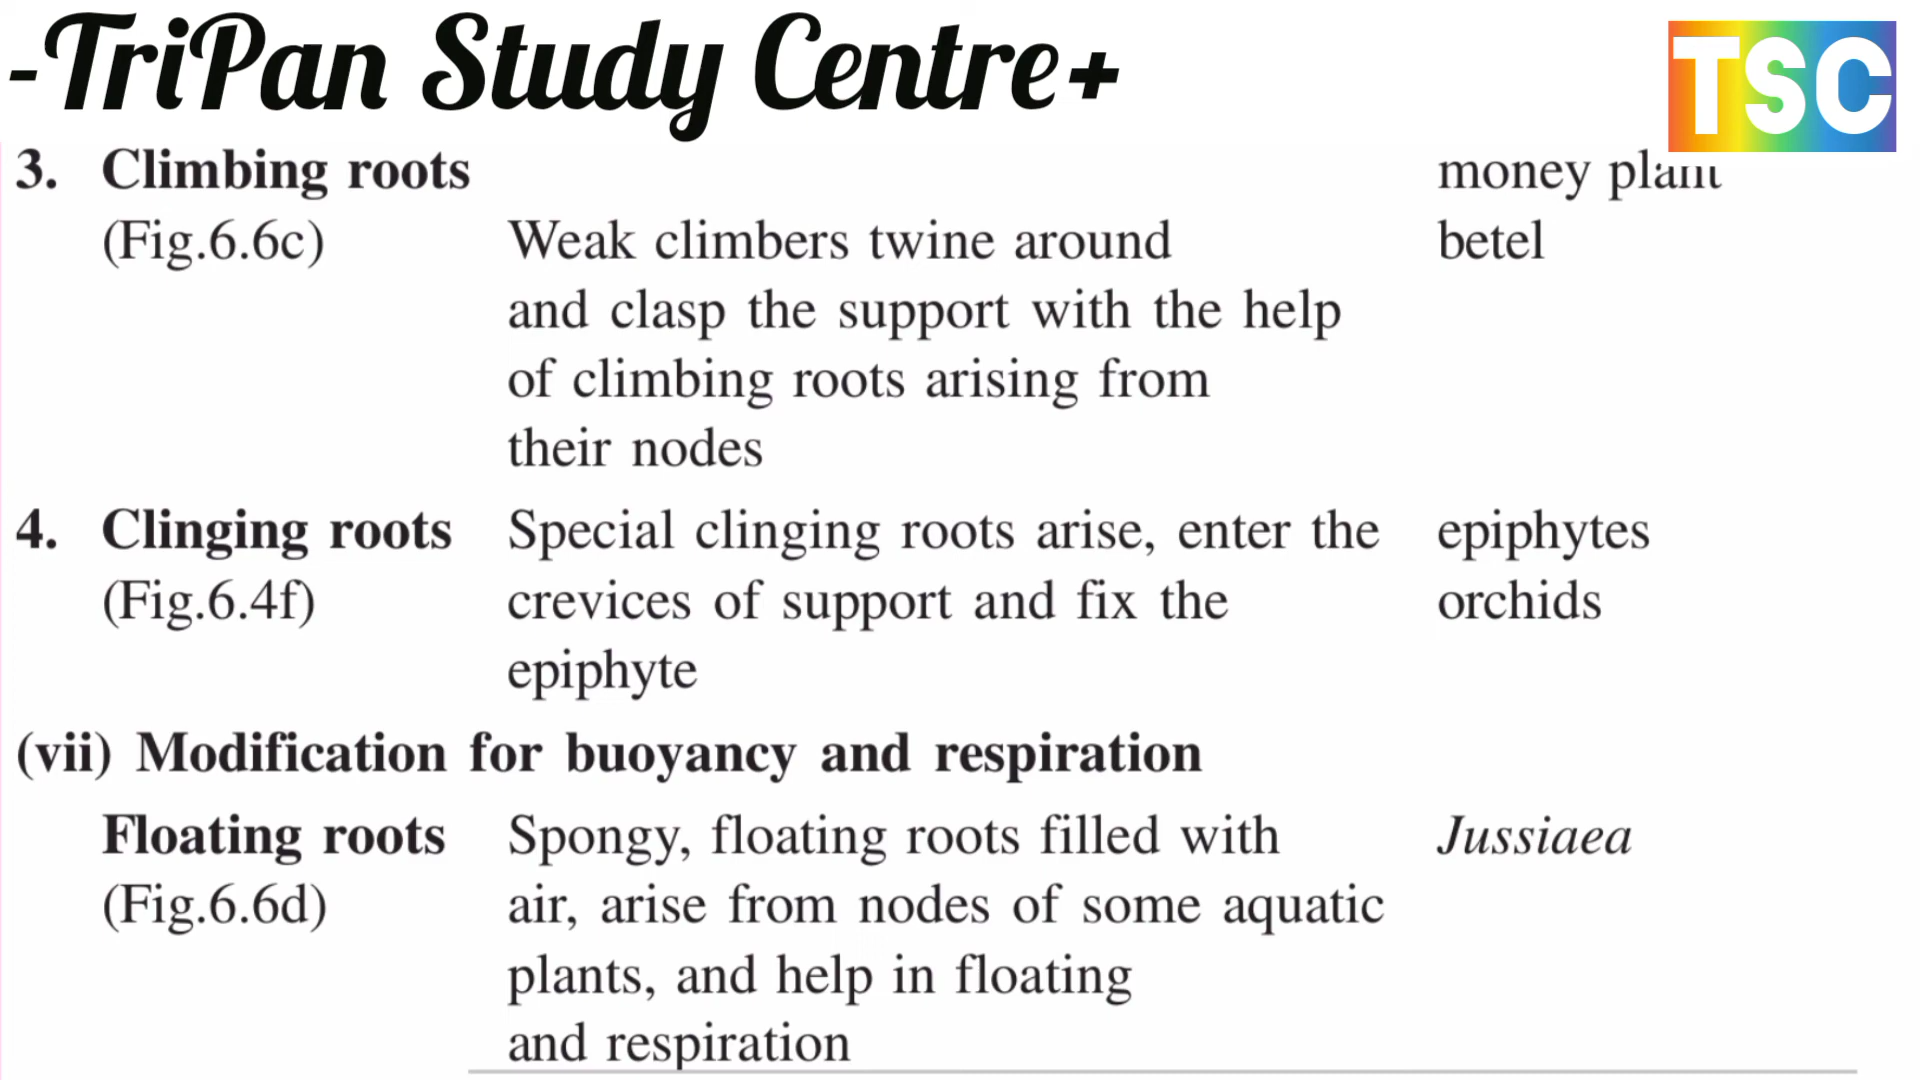 -TriPan Study Centre+
TSC
3. Climbing roots money plant
(Fig.6.6c) Weak climbers twine around betel
and clasp the support with the help
of climbing roots arising from
their nodes
4. Clinging roots Special clinging roots arise, enter the epiphytes
(Fig.6.4f) crevices of support and fix the orchids
epiphyte
(vii) Modification for buoyancy and respiration
Floating roots Spongy, floating roots filled with Jussiaea
(Fig.6.6d) air, arise from nodes of some aquatic
plants, and help in floating
and respiration